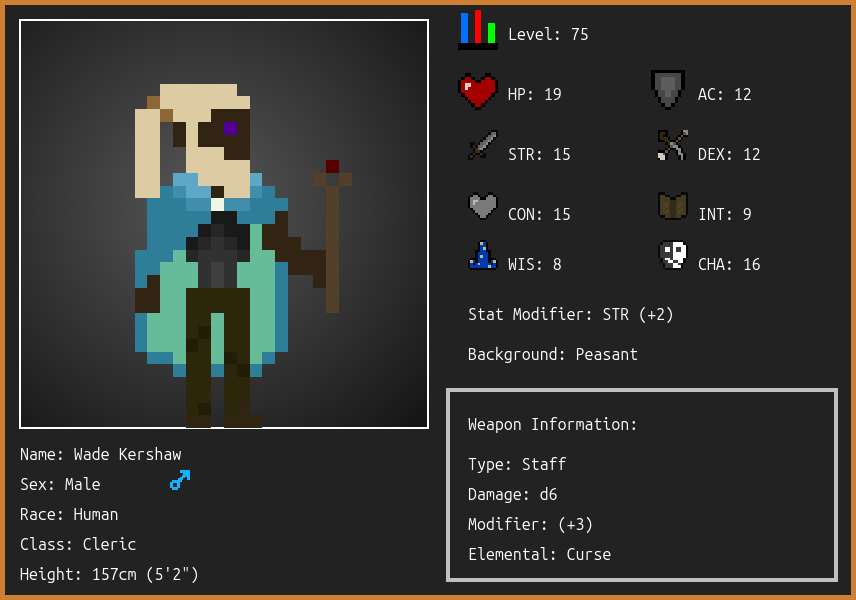 Level: 75
HP: 19
AC: 12
STR: 15
DEX: 12
CON: 15
INT: 9
WIS: 8
CHA: 16
Stat Modifier: STR (+2)
Background: Peasant
Weapon Information:
Type: Staff
Damage: d6
Modifier: (+3)
Elemental: Curse
Name: Wade Kershaw
Sex: Male
Race: Human
Class: Cleric
Height: 157cm (5'2")